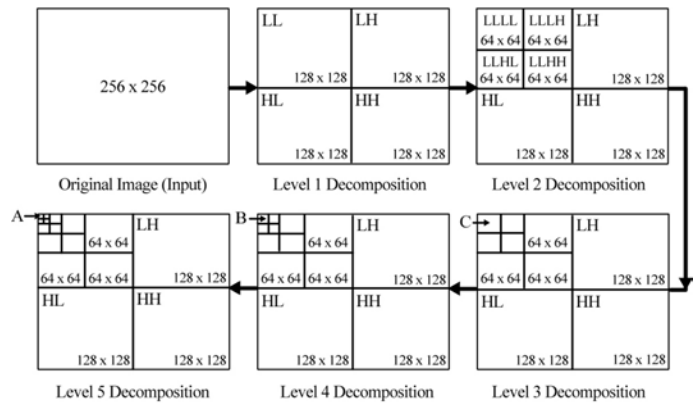 256 x 256
Original Image (Input)
LL
LH
128 x 128
128 x 128
HL
HH
128 x 128
128 x 128
Level 1 Decomposition
LLLL
LLLH
64 x 64
64 x 64
LLHL
LLHH
64 x 64
64 x 64
LH
128 x 128
HL
HH
128 x 128
128 x 128
Level 2 Decomposition
A
LH
64 x 64
64 x 64
64 x 64
128 x 128
HL
HH
128 x 128
128 x 128
Level 5 Decomposition
B
LH
64 x 64
64 x 64
64 x 64
128 x 128
HL
HH
128 x 128
128 x 128
Level 4 Decomposition
C
LH
64 x 64
64 x 64
64 x 64
128 x 128
HL
HH
128 x 128
128 x 128
Level 3 Decomposition